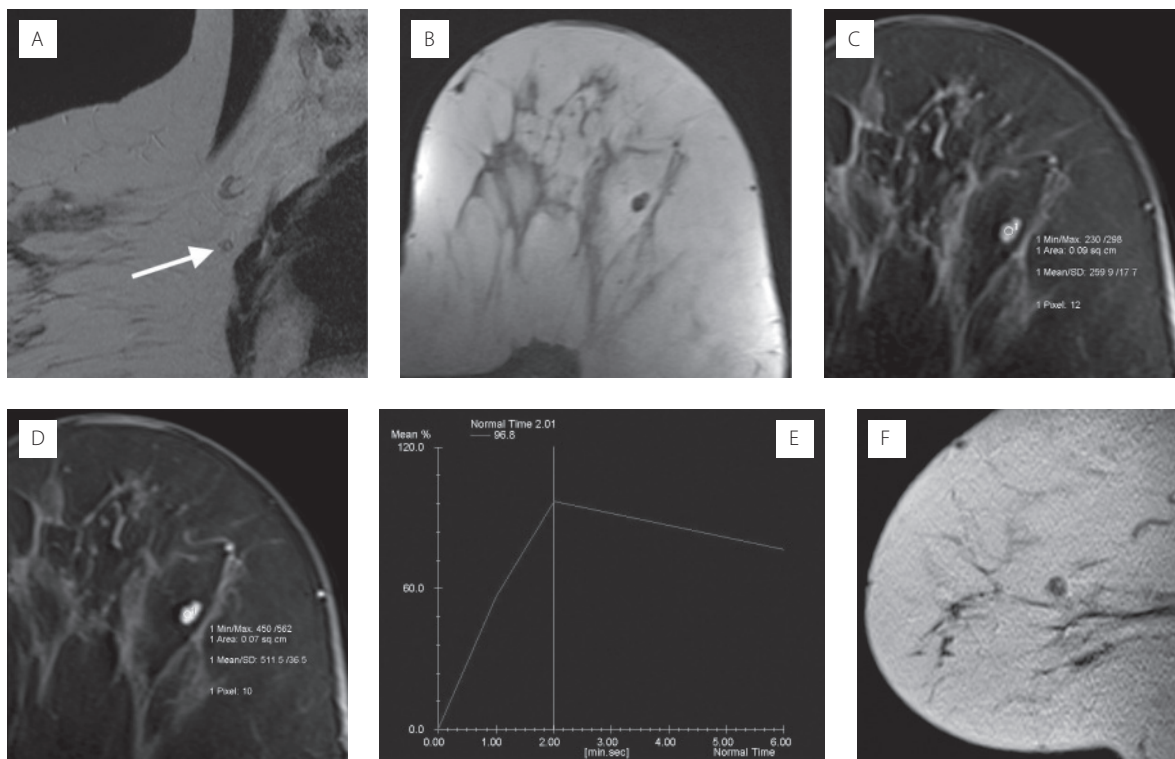 A
B
C
1 Min/Max: 230 /298
1 Area: 0.09 sq cm
1 Mean/SD: 259 9 /17 7
1 Pixel: 12
D
1 Min/Max: 450 /562
1 Area: 0.07 sq cm
1 Mean/SD: 511.5 /36.5
1 Pixel: 10
E
Normal Time 2.01
96.8
Mean %
120.0
60.0
0.0
0.00 1.00 2.00 3.00 4.00 5.00 6.00
[min.sec] Normal Time
F